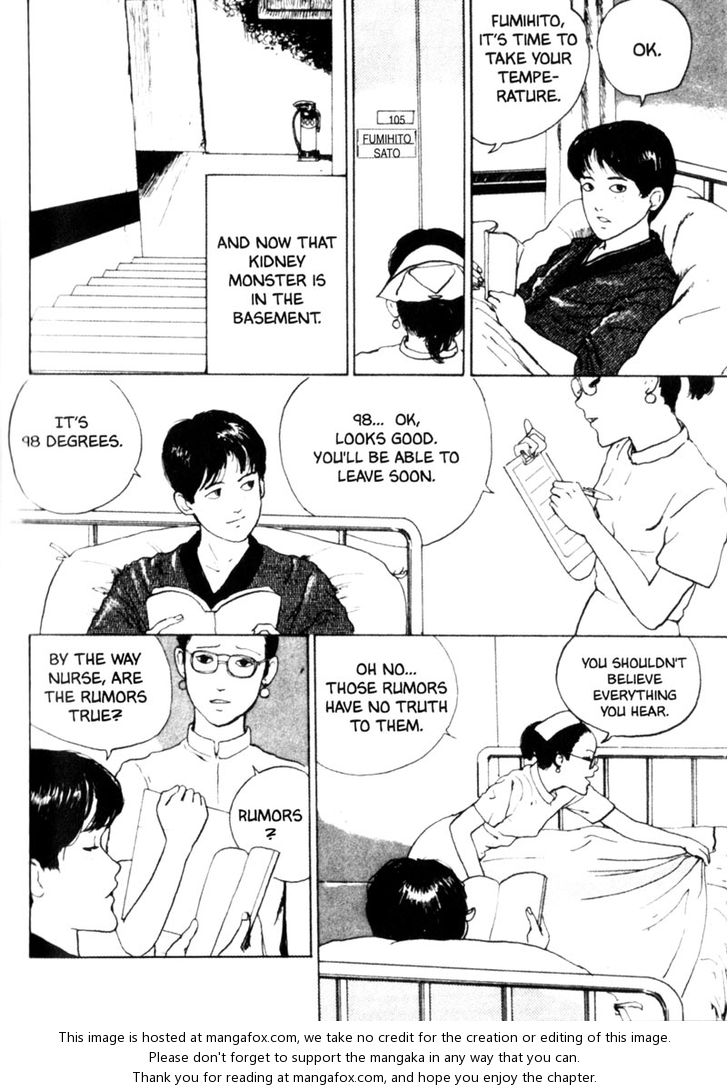 AND NOW THAT
KIDNEY
MONSTER IS
IN THE
BASEMENT.
105
FUMIHITO
SATO
FUMIHITO,
IT'S TIME TO
TAKE YOUR
TEMPE-
RATURE.
OK.
IT'S
98 DEGREES.
98... OK,
LOOKS GOOD.
YOU'LL BE ABLE TO
LEAVE SOON.
BY THE WAY
NURSE, ARE
THE RUMORS
TRUE?
RUMORS
?
OH NO...
THOSE RUMORS
HAVE NO TRUTH
TO THEM.
YOU SHOULDN'T
BELIEVE
EVERYTHING
YOU HEAR.
This image is hosted at mangafox.com, we take no credit for the creation or editing of this image.
Please don't forget to support the mangaka in any way that you can.
Thank you for reading at mangafox.com, and hope you enjoy the chapter.